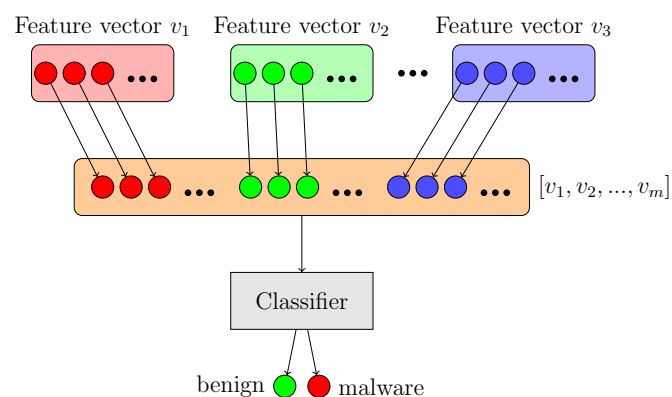 Feature vector v₁
Feature vector v₂
Feature vector v₃
[v₁, v₂, ..., vₘ]
Classifier
benign
malware